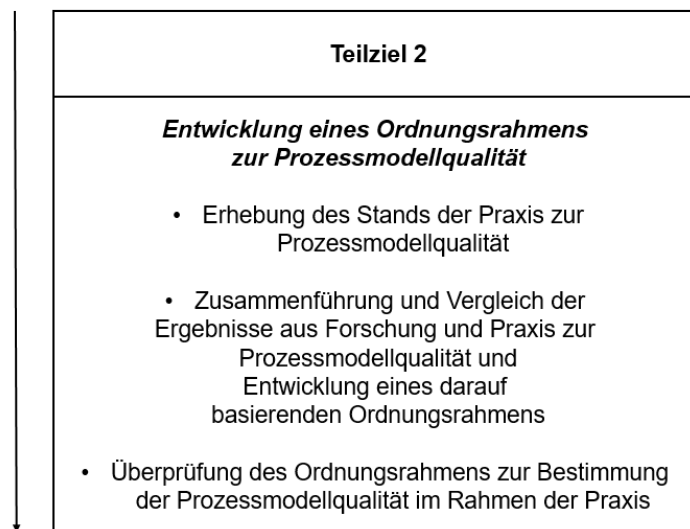 Teilziel 2
Entwicklung eines Ordnungsrahmens
zur Prozessmodellqualität
• Erhebung des Stands der Praxis zur
Prozessmodellqualität
• Zusammenführung und Vergleich der
Ergebnisse aus Forschung und Praxis zur
Prozessmodellqualität und
Entwicklung eines darauf
basierenden Ordnungsrahmens
• Überprüfung des Ordnungsrahmens zur Bestimmung
der Prozessmodellqualität im Rahmen der Praxis